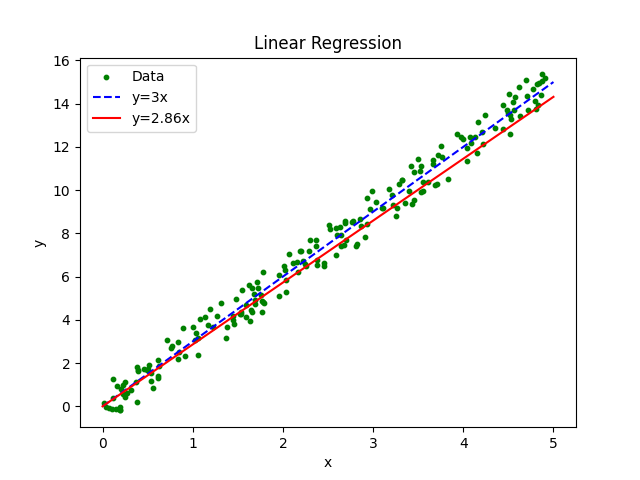 Linear Regression
Data
y=3x
y=2.86x
16
14
12
10
8
6
4
2
0
y
0 1 2 3 4 5
x